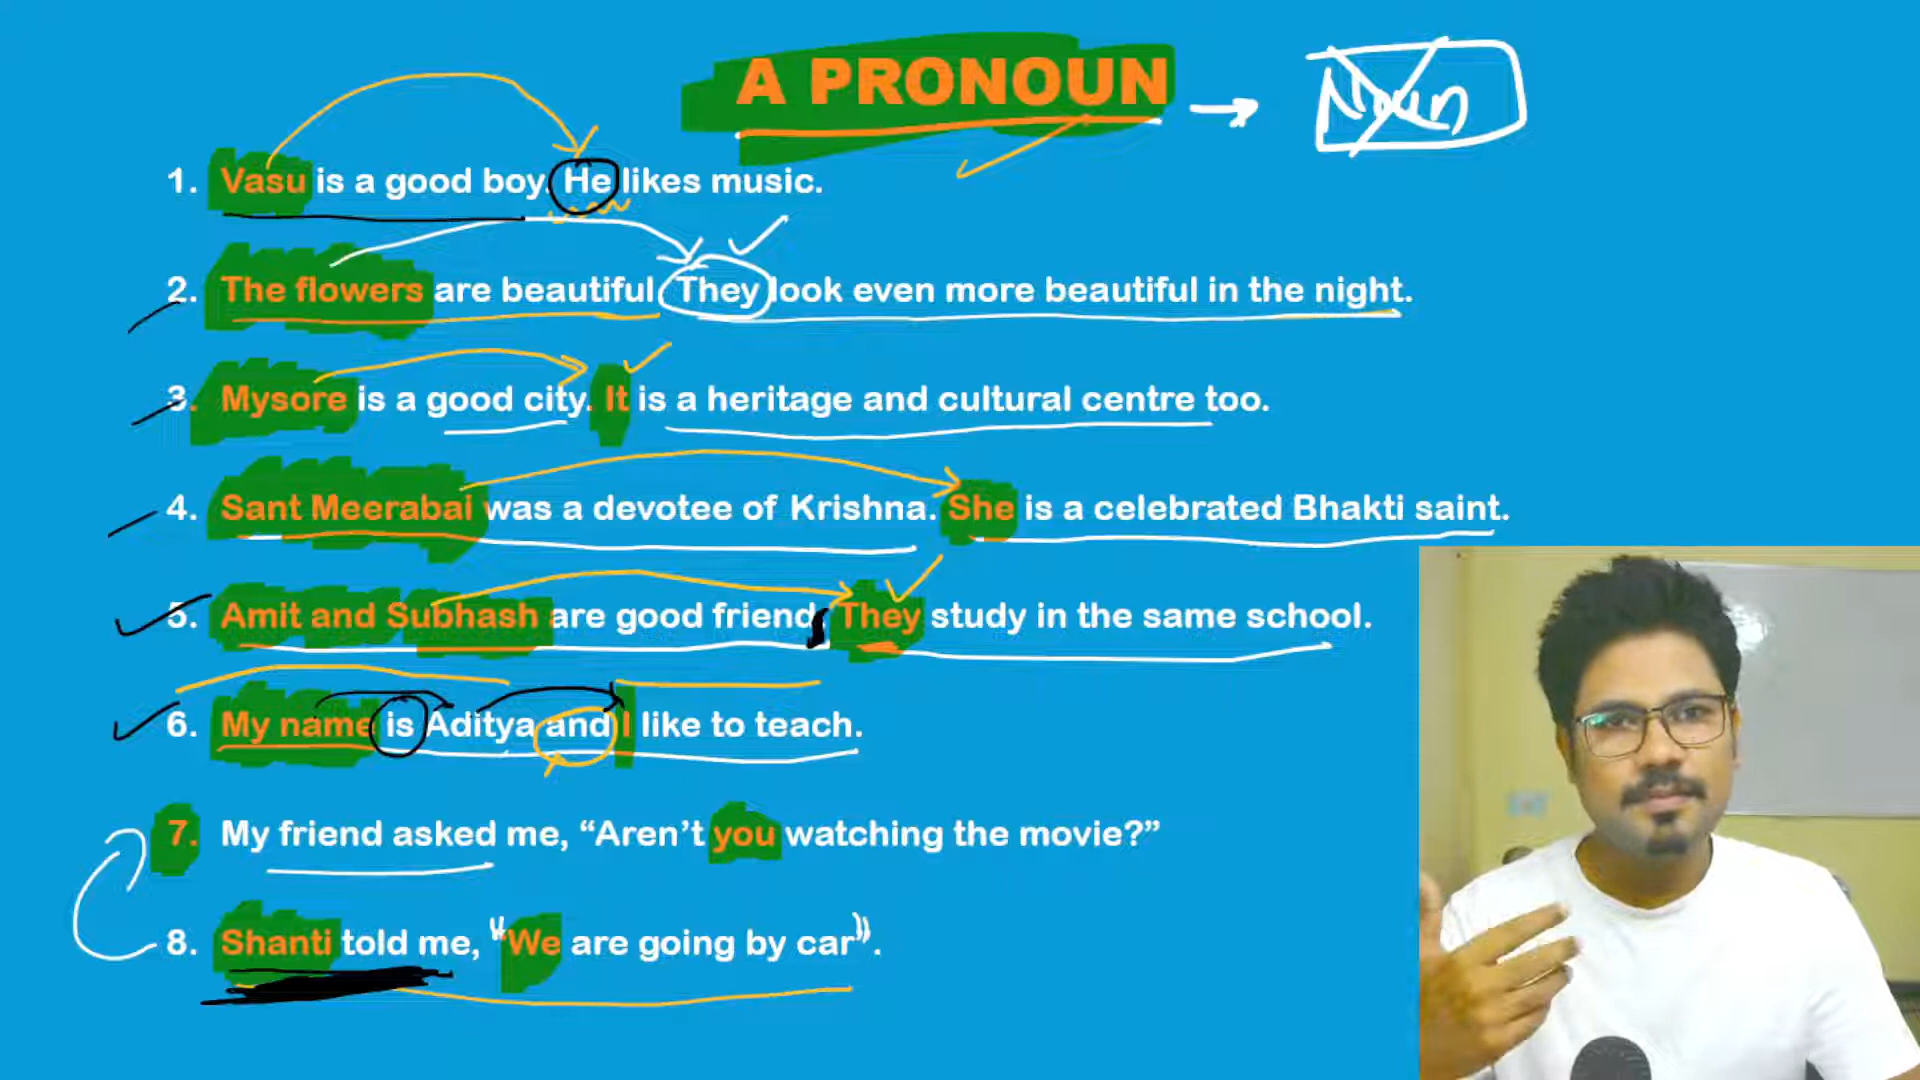 A PRONOUN → Noun
1. Vasu is a good boy. He likes music.
2. The flowers are beautiful. They look even more beautiful in the night.
3. Mysore is a good city. It is a heritage and cultural centre too.
4. Sant Meerabai was a devotee of Krishna. She is a celebrated Bhakti saint.
5. Amit and Subhash are good friend. They study in the same school.
6. My name is Aditya and I like to teach.
7. My friend asked me, “Aren’t you watching the movie?”
8. Shanti told me, “We are going by car”.